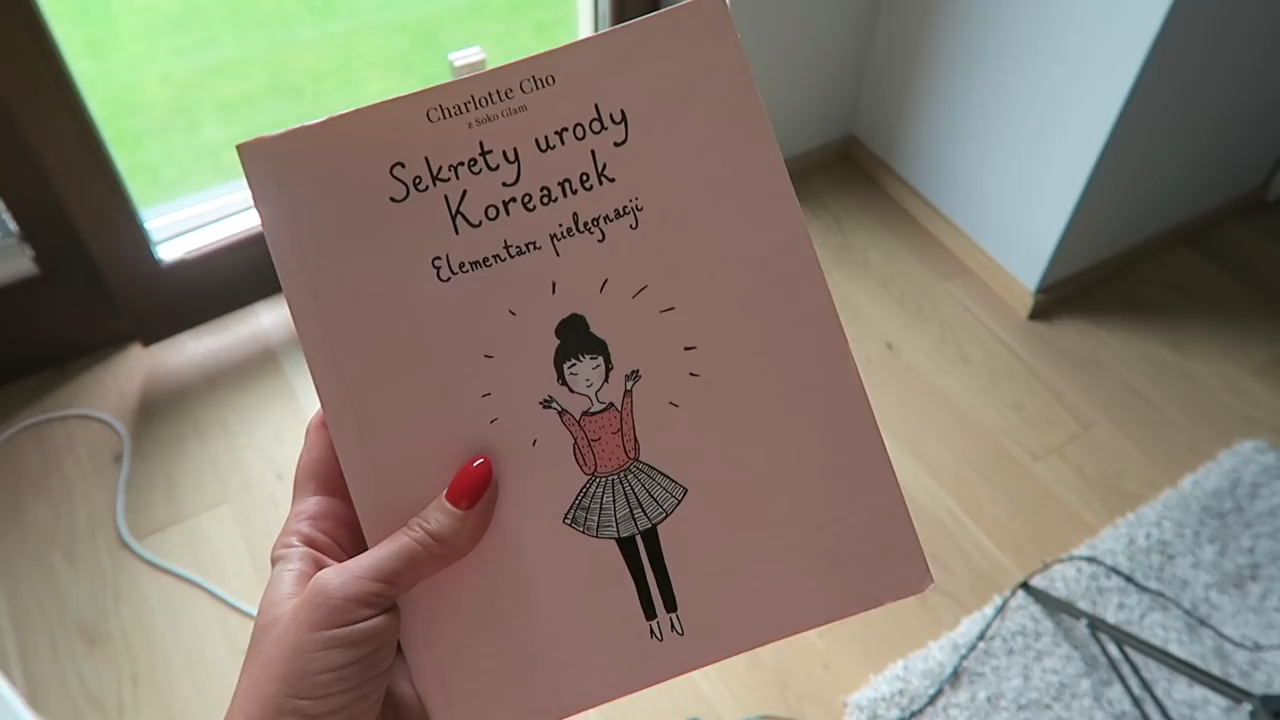 Charlotte Cho
z Soko Glam
Sekrety urody
Koreanek
Elementarz pielęgnacji